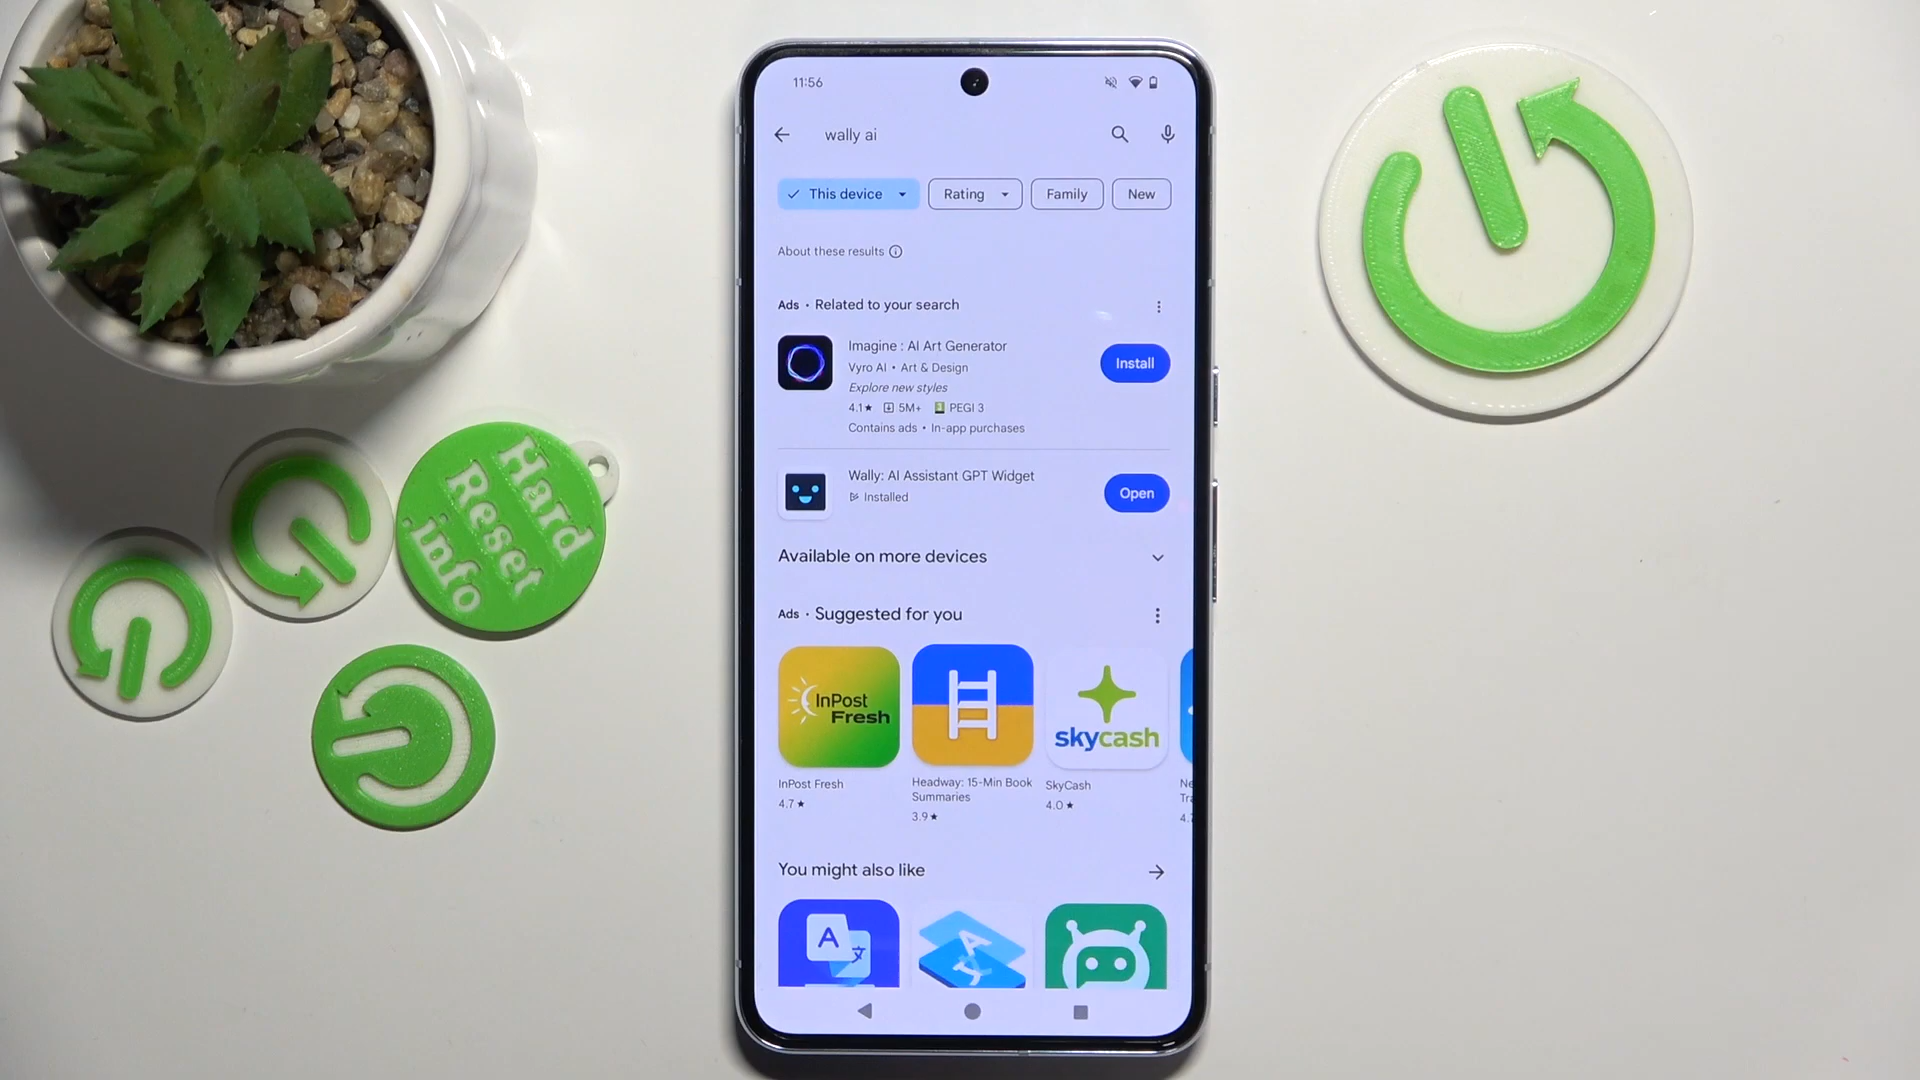 11:56
wally ai
This device
Rating
Family
New
About these results
Ads • Related to your search
Imagine : AI Art Generator
Vyro AI • Art & Design
Explore new styles
4.1★ 5M+ PEGI 3
Contains ads • In-app purchases
Install
Wally: AI Assistant GPT Widget
Installed
Open
Available on more devices
Ads • Suggested for you
InPost
Fresh
skycash
InPost Fresh
4.7★
Headway: 15-Min Book
Summaries
3.9★
SkyCash
4.0★
Ne
Tra
4.
You might also like
A
文
A
Hard
Reset
.info